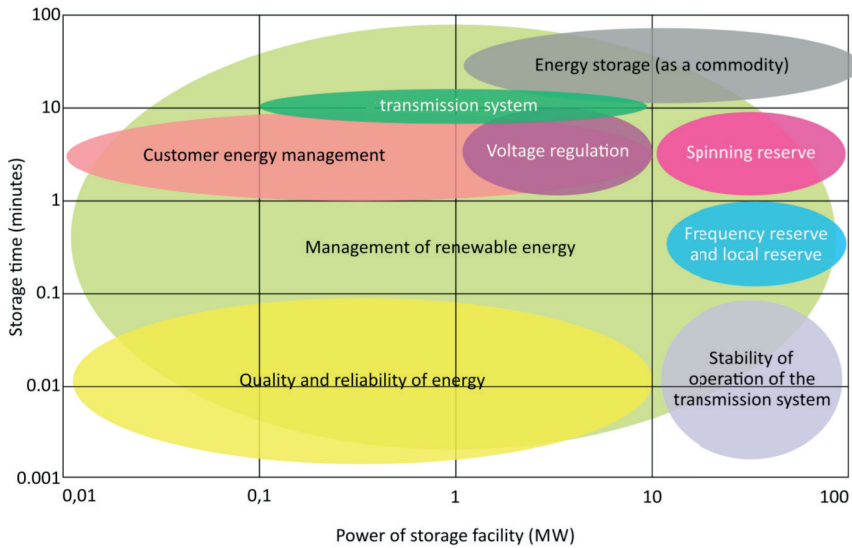 100
Energy storage (as a commodity)
10
transmission system
Customer energy management
Voltage regulation
Spinning reserve
1
Storage time (minutes)
Management of renewable energy
Frequency reserve
and local reserve
0.1
Quality and reliability of energy
Stability of
operation of the
transmission system
0.01
0.001
0,01
0,1
1
10
100
Power of storage facility (MW)